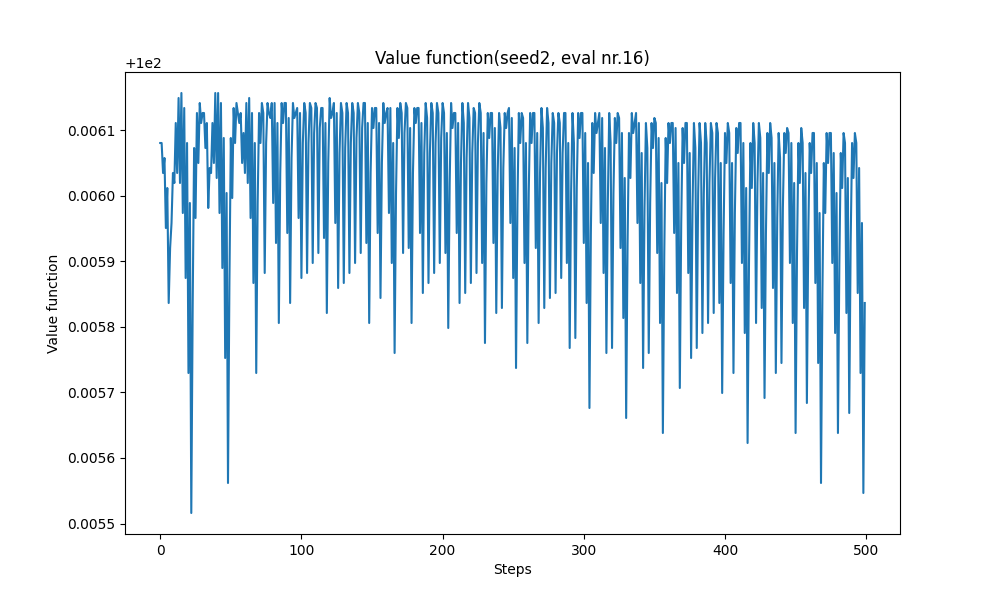 Value function(seed2, eval nr.16)
+1e2
0.0061
0.0060
0.0059
0.0058
0.0057
0.0056
0.0055
Value function
0 100 200 300 400 500
Steps